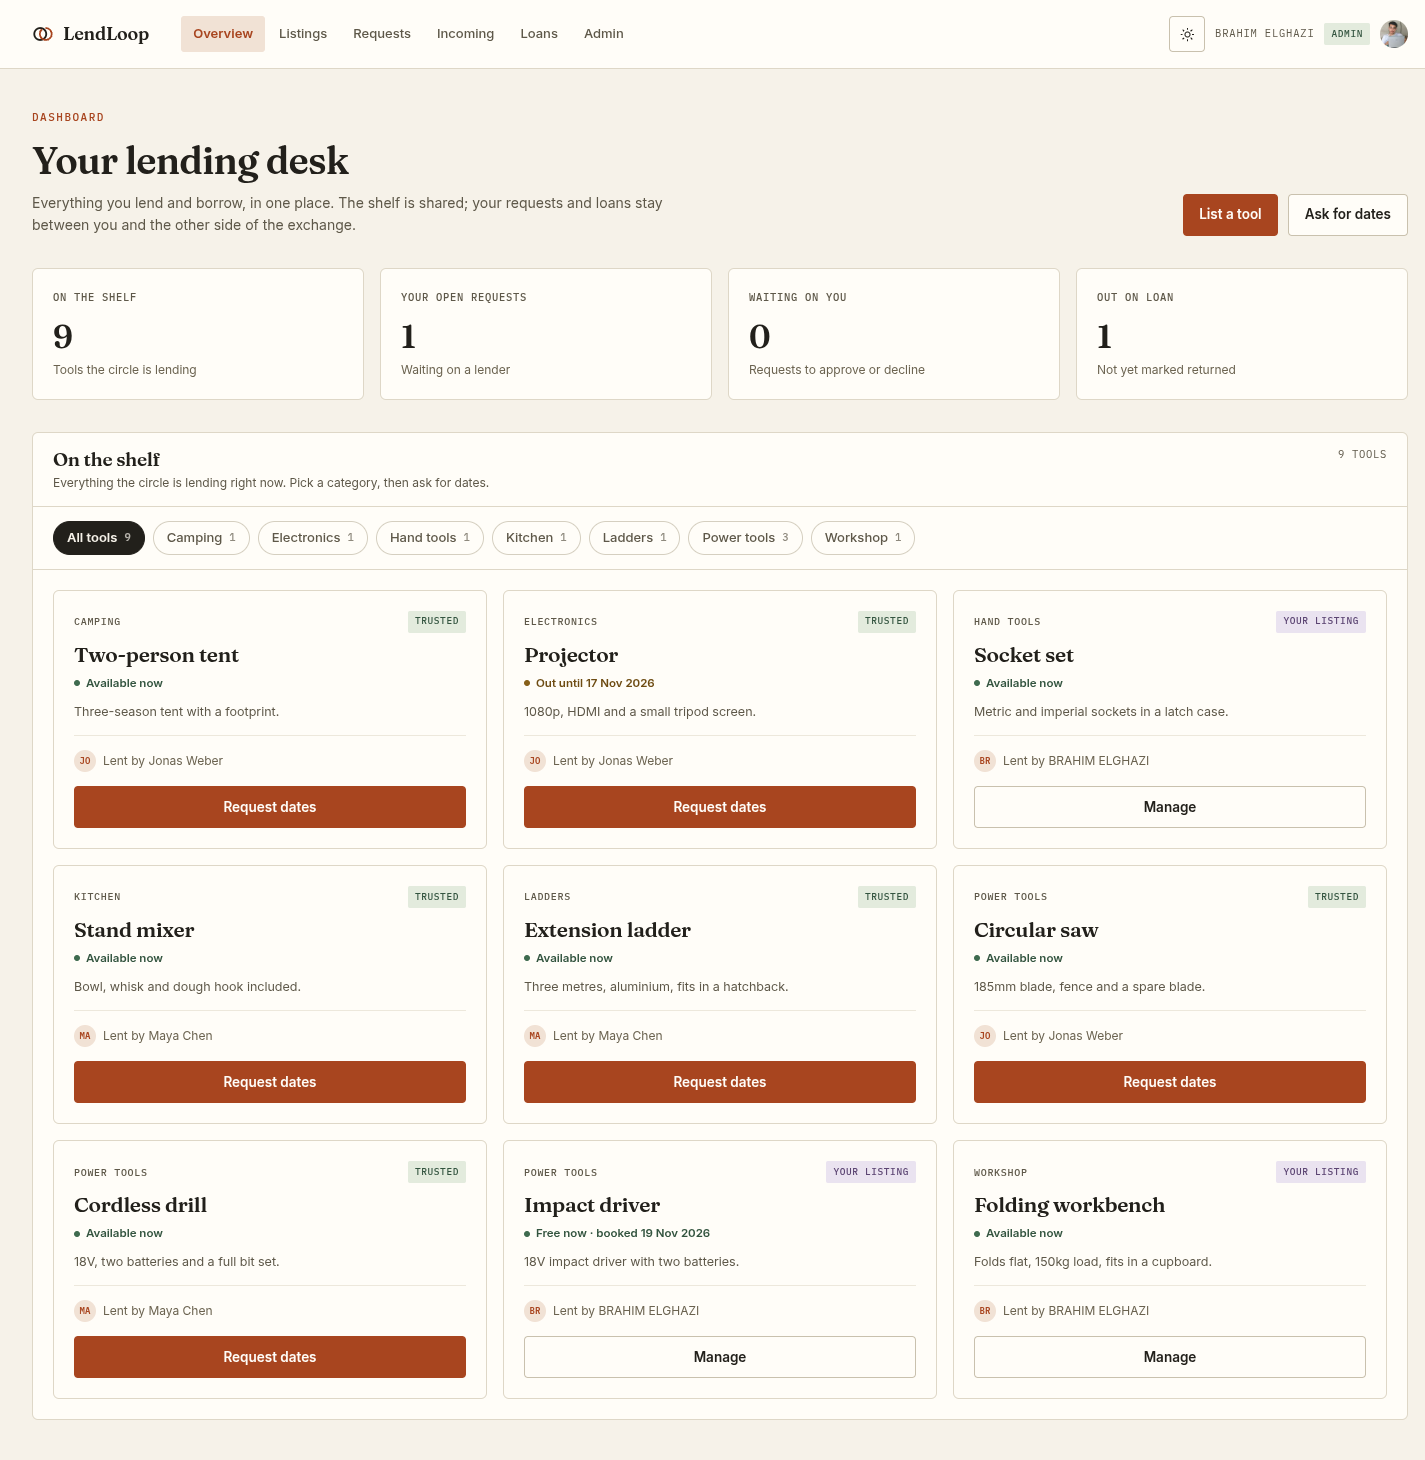 LendLoop
Overview
Listings
Requests
Incoming
Loans
Admin
BRAHIM ELGHAZI
ADMIN
DASHBOARD
Your lending desk
Everything you lend and borrow, in one place. The shelf is shared; your requests and loans stay
between you and the other side of the exchange.
List a tool
Ask for dates
ON THE SHELF
9
Tools the circle is lending
YOUR OPEN REQUESTS
1
Waiting on a lender
WAITING ON YOU
0
Requests to approve or decline
OUT ON LOAN
1
Not yet marked returned
On the shelf
9 TOOLS
Everything the circle is lending right now. Pick a category, then ask for dates.
All tools 9
Camping 1
Electronics 1
Hand tools 1
Kitchen 1
Ladders 1
Power tools 3
Workshop 1
CAMPING
TRUSTED
Two-person tent
Available now
Three-season tent with a footprint.
JO Lent by Jonas Weber
Request dates
ELECTRONICS
TRUSTED
Projector
Out until 17 Nov 2026
1080p, HDMI and a small tripod screen.
JO Lent by Jonas Weber
Request dates
HAND TOOLS
YOUR LISTING
Socket set
Available now
Metric and imperial sockets in a latch case.
BR Lent by BRAHIM ELGHAZI
Manage
KITCHEN
TRUSTED
Stand mixer
Available now
Bowl, whisk and dough hook included.
MA Lent by Maya Chen
Request dates
LADDERS
TRUSTED
Extension ladder
Available now
Three metres, aluminium, fits in a hatchback.
MA Lent by Maya Chen
Request dates
POWER TOOLS
TRUSTED
Circular saw
Available now
185mm blade, fence and a spare blade.
JO Lent by Jonas Weber
Request dates
POWER TOOLS
TRUSTED
Cordless drill
Available now
18V, two batteries and a full bit set.
MA Lent by Maya Chen
Request dates
POWER TOOLS
YOUR LISTING
Impact driver
Free now · booked 19 Nov 2026
18V impact driver with two batteries.
BR Lent by BRAHIM ELGHAZI
Manage
WORKSHOP
YOUR LISTING
Folding workbench
Available now
Folds flat, 150kg load, fits in a cupboard.
BR Lent by BRAHIM ELGHAZI
Manage